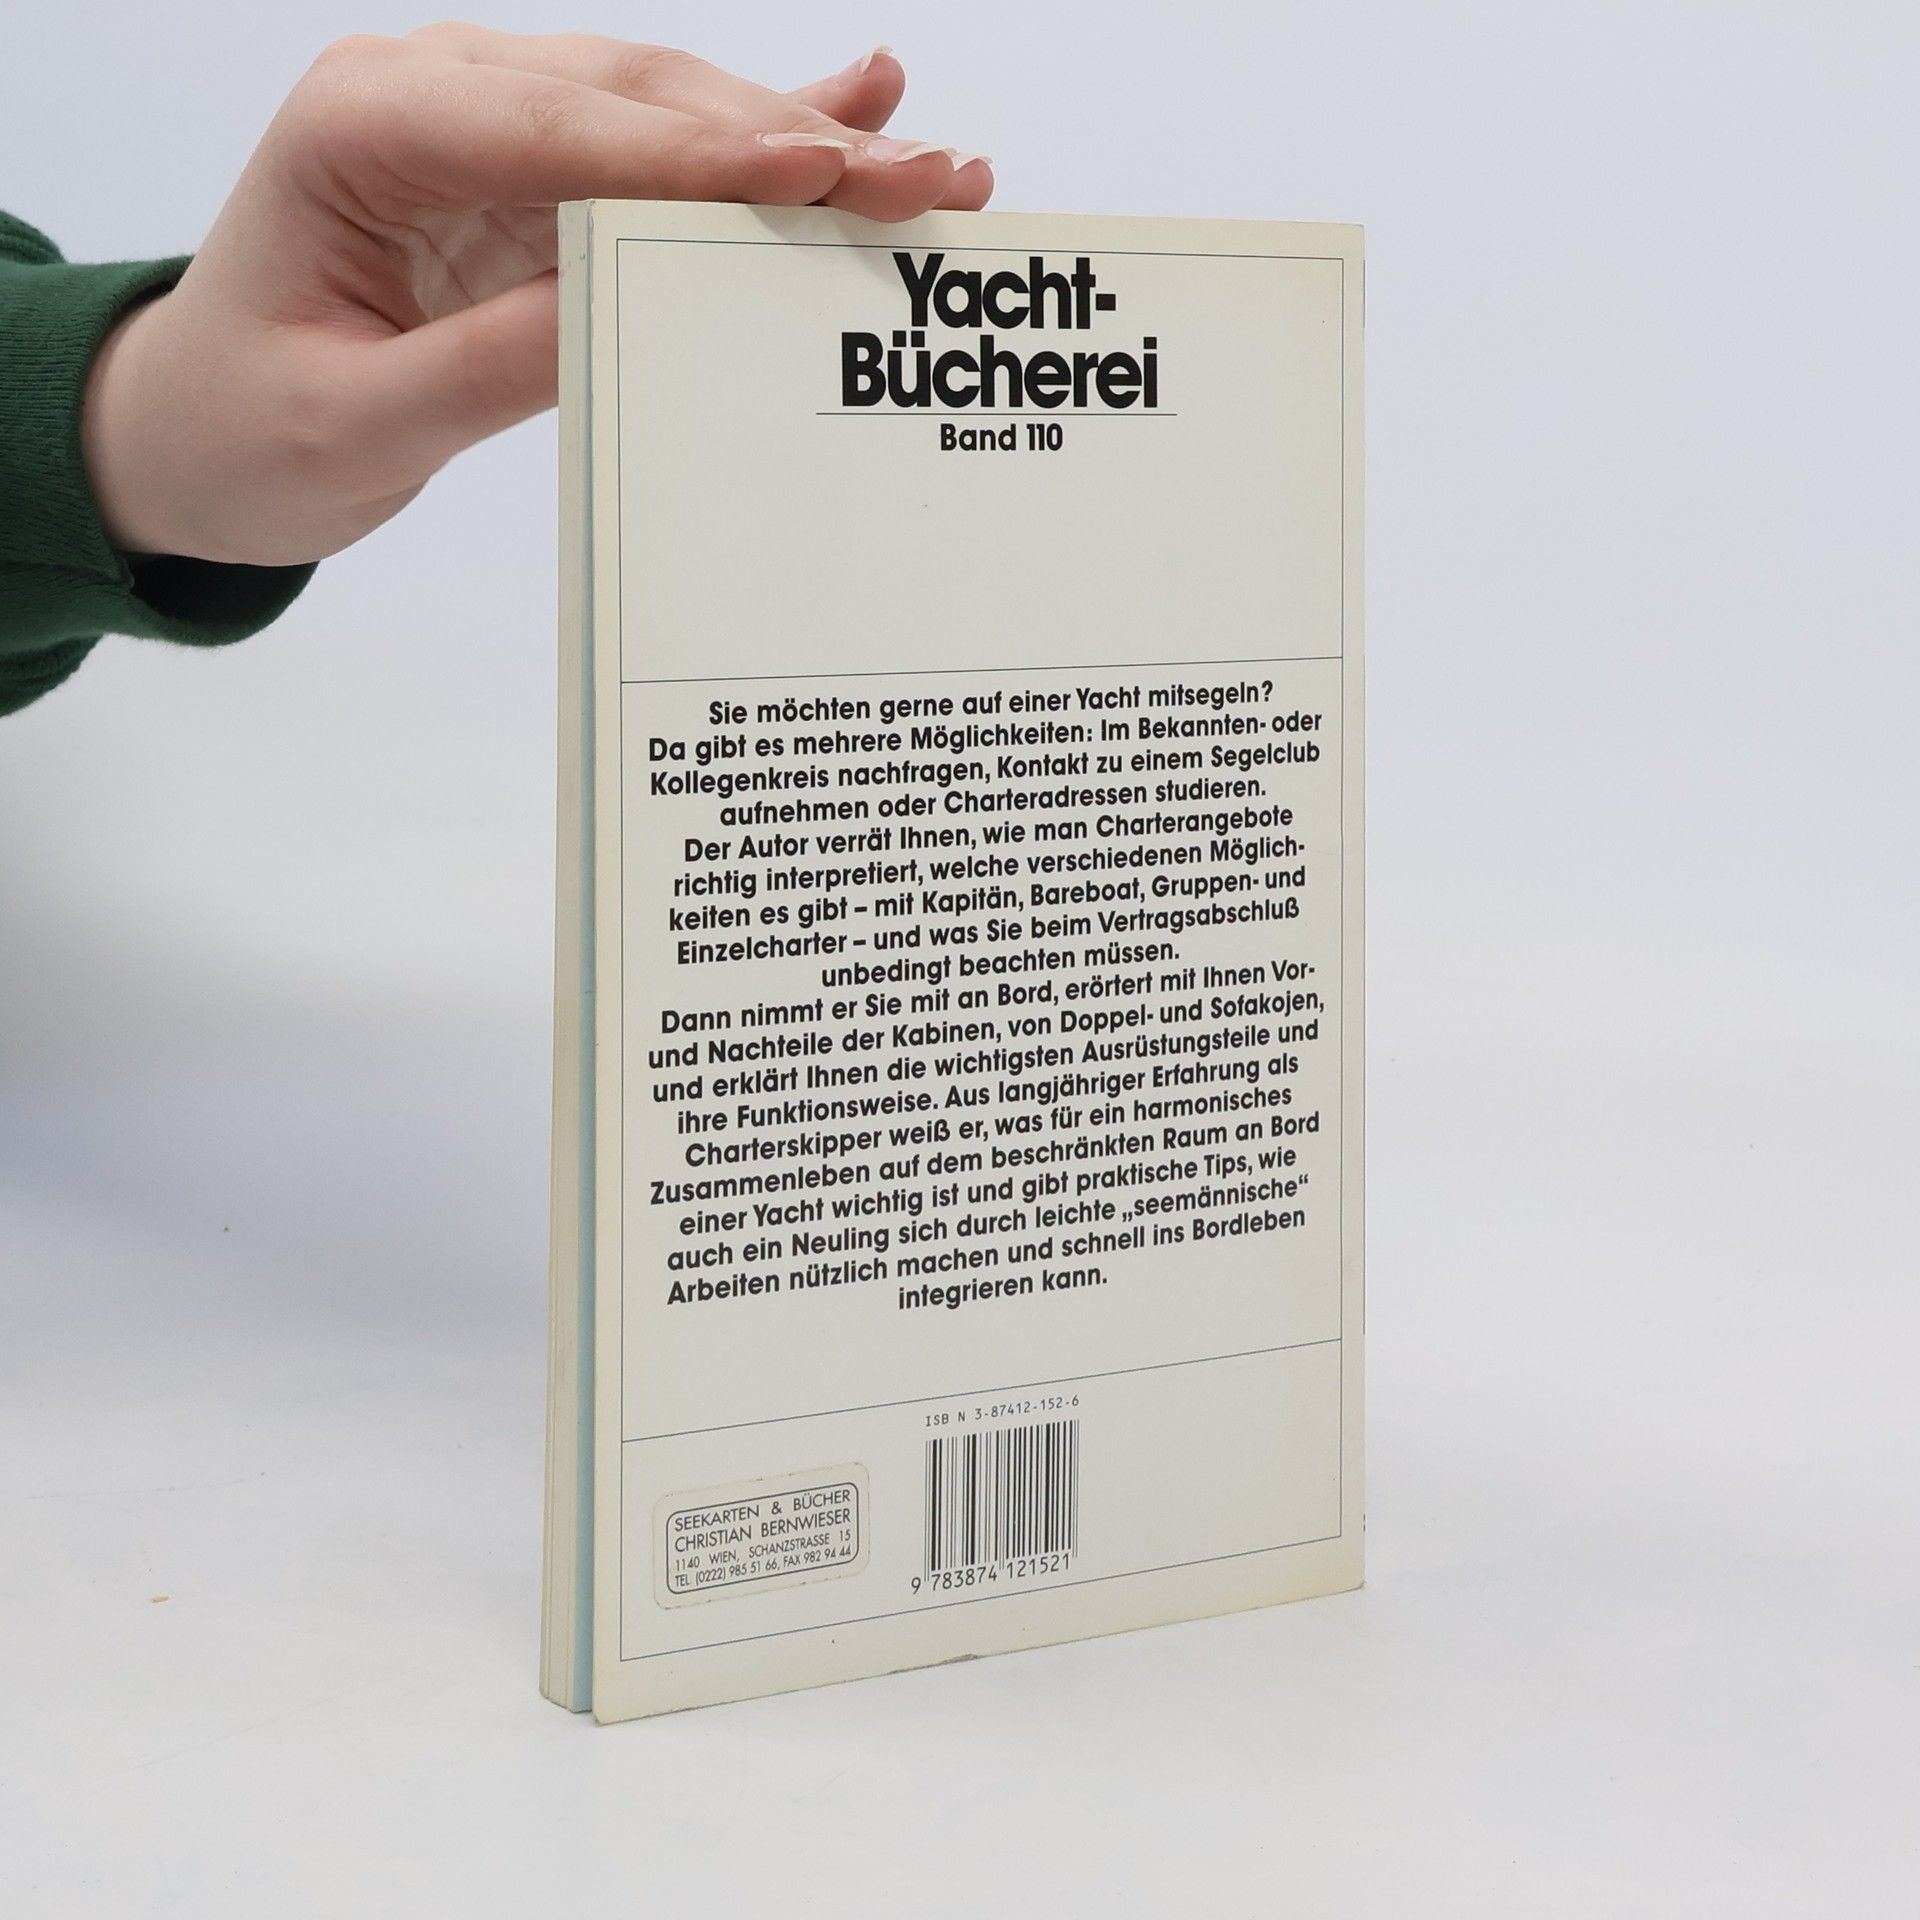 Yacht-
Bücherei
Band 110
Sie möchten gerne auf einer Yacht mitsegeln?
Da gibt es mehrere Möglichkeiten: Im Bekannten- oder
Kollegenkreis nachfragen, Kontakt zu einem Segelclub
aufnehmen oder Charteradressen studieren.
Der Autor verrät Ihnen, wie man Charterangebote
richtig interpretiert, welche verschiedenen Möglich-
keiten es gibt – mit Kapitän, Bareboat, Gruppen- und
Einzelcharter – und was Sie beim Vertragsabschluß
unbedingt beachten müssen.
Dann nimmt er Sie mit an Bord, erörtert mit Ihnen Vor-
und Nachteile der Kabinen, von Doppel- und Sofakojen,
und erklärt Ihnen die wichtigsten Ausrüstungsteile und
ihre Funktionsweise. Aus langjähriger Erfahrung als
Charterskipper weiß er, was für ein harmonisches
Zusammenleben auf dem beschränkten Raum an Bord
einer Yacht wichtig ist und gibt praktische Tips, wie
auch ein Neuling sich durch leichte „seemännische“
Arbeiten nützlich machen und schnell ins Bordleben
integrieren kann.
ISB N 3-87412-152-6
9 783874 121521
SEEKARTEN & BÜCHER
CHRISTIAN BERNWIESER
1140 WIEN, SCHANZSTRASSE 15
TEL (0222) 985 51 66, FAX 982 94 44